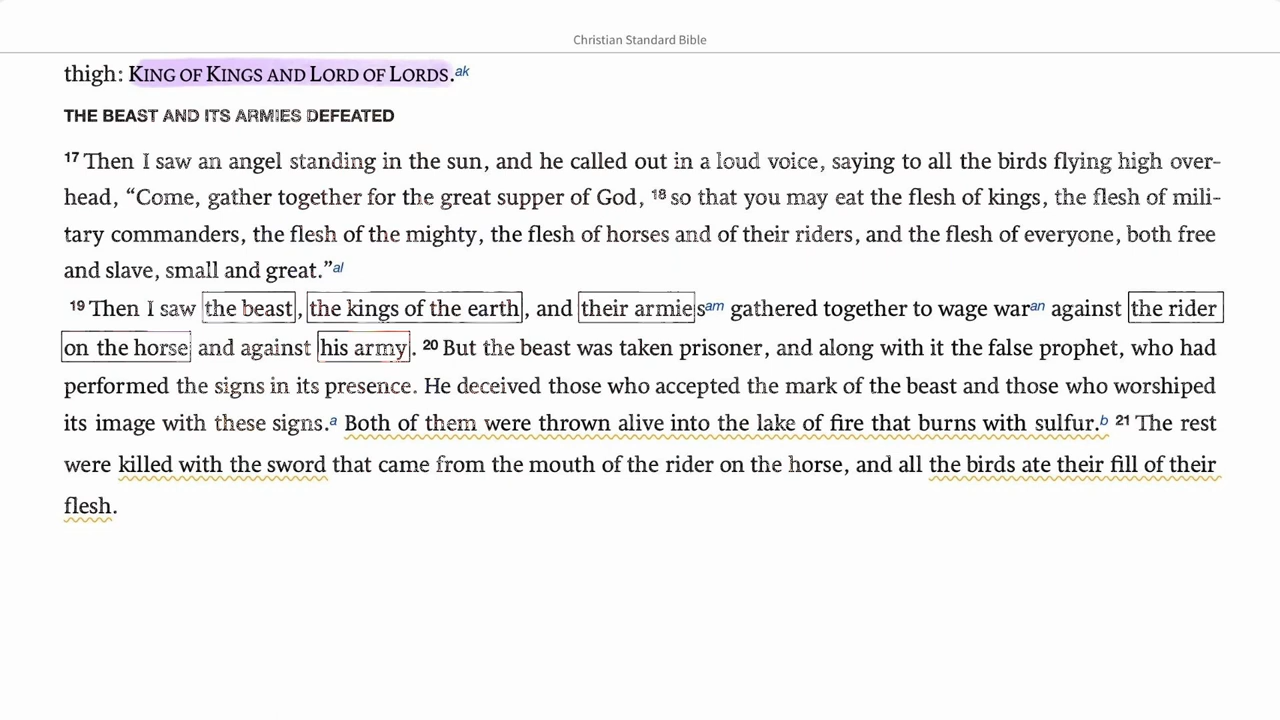 Christian Standard Bible
thigh: KING OF KINGS AND LORD OF LORDS.ak
THE BEAST AND ITS ARMIES DEFEATED
17 Then I saw an angel standing in the sun, and he called out in a loud voice, saying to all the birds flying high over-
head, “Come, gather together for the great supper of God, 18 so that you may eat the flesh of kings, the flesh of mili-
tary commanders, the flesh of the mighty, the flesh of horses and of their riders, and the flesh of everyone, both free
and slave, small and great.”al
19 Then I saw the beast, the kings of the earth, and their armiesam gathered together to wage waran against the rider
on the horse and against his army. 20 But the beast was taken prisoner, and along with it the false prophet, who had
performed the signs in its presence. He deceived those who accepted the mark of the beast and those who worshiped
its image with these signs.a Both of them were thrown alive into the lake of fire that burns with sulfur.b 21 The rest
were killed with the sword that came from the mouth of the rider on the horse, and all the birds ate their fill of their
flesh.